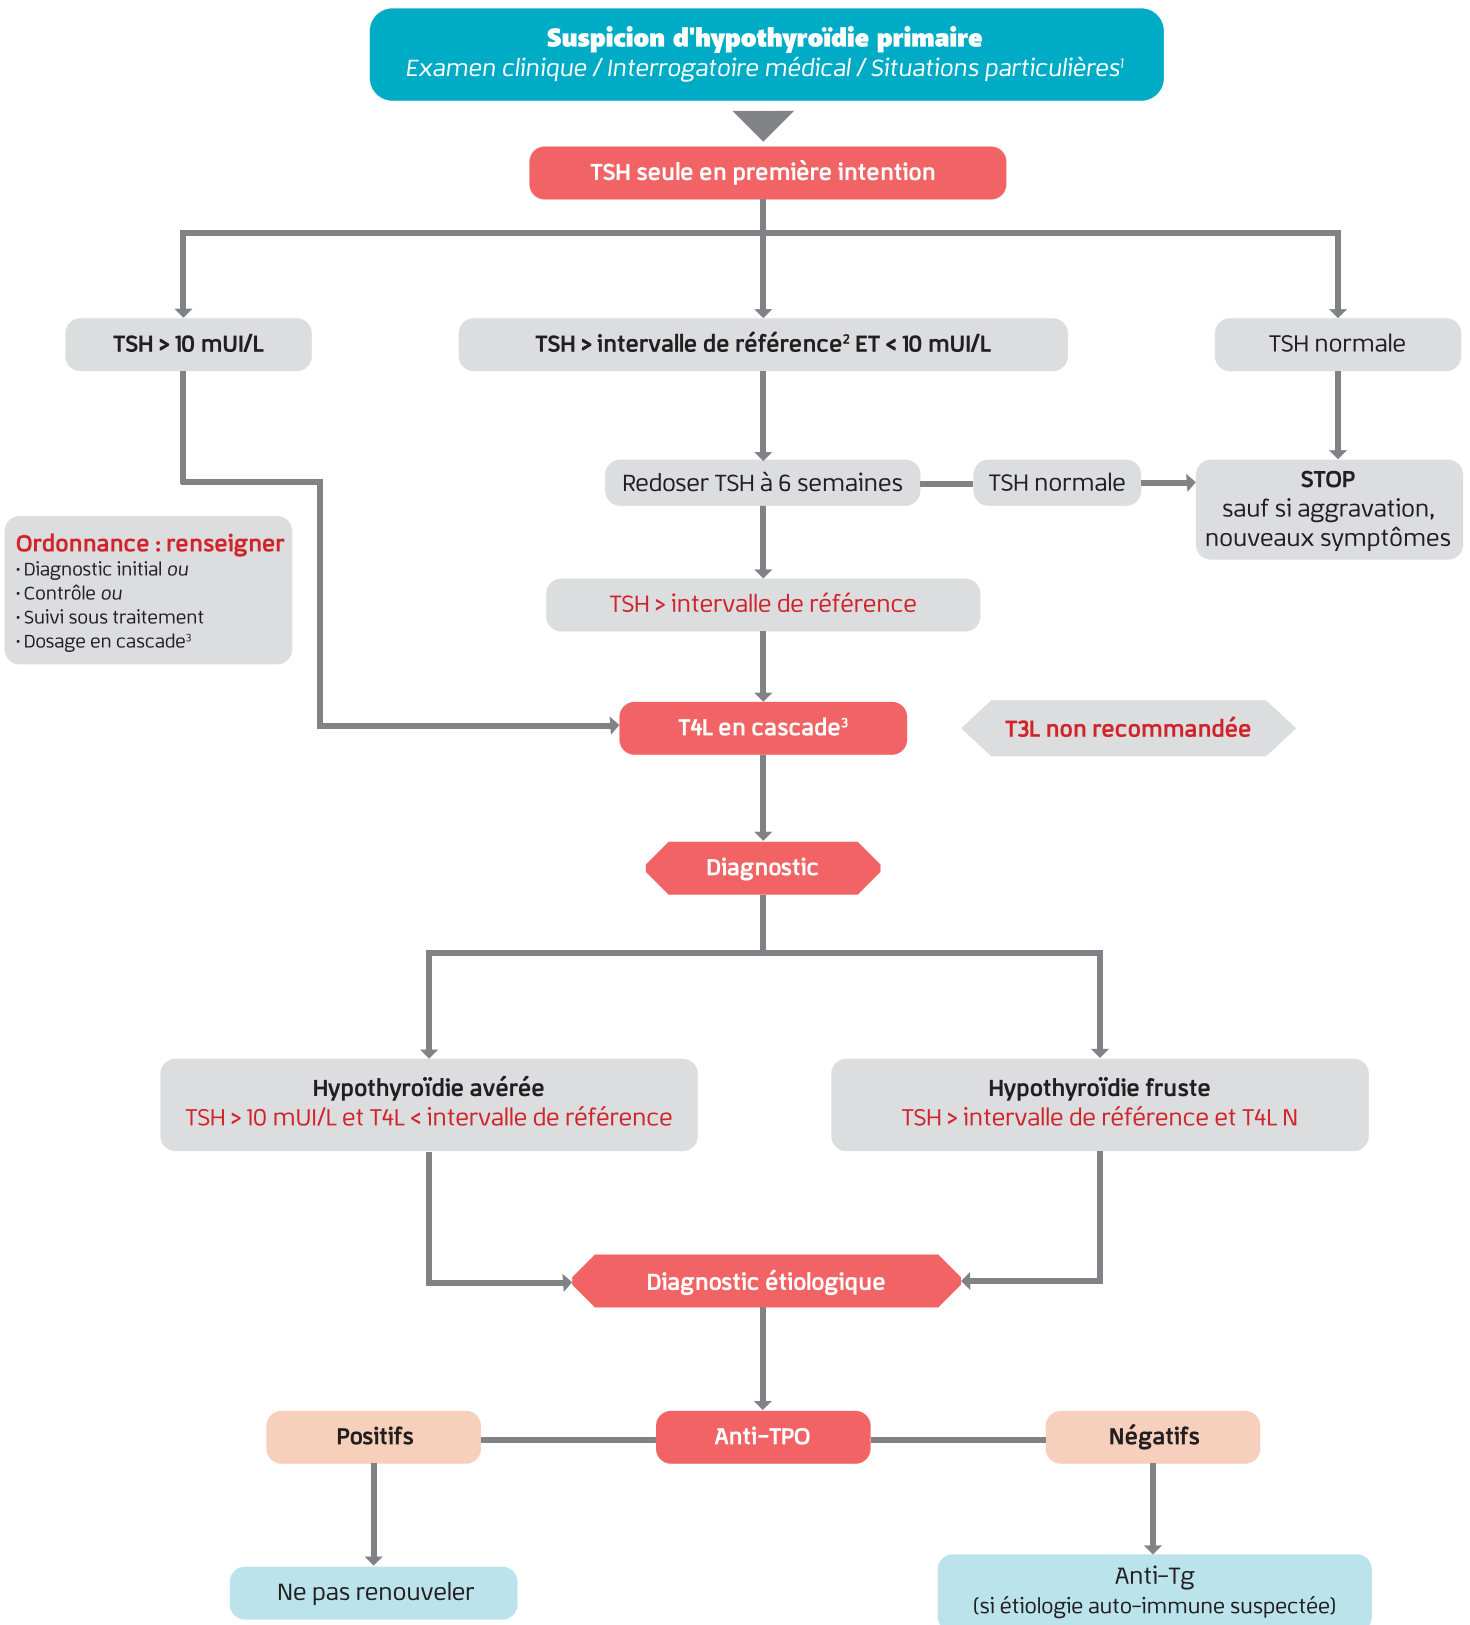 Suspicion d'hypothyroïdie primaire
Examen clinique / Interrogatoire médical / Situations particulières¹
TSH seule en première intention
TSH > 10 mUI/L
TSH > intervalle de référence² ET < 10 mUI/L
TSH normale
Redoser TSH à 6 semaines
TSH normale
STOP
sauf si aggravation,
nouveaux symptômes
Ordonnance : renseigner
· Diagnostic initial ou
· Contrôle ou
· Suivi sous traitement
· Dosage en cascade³
TSH > intervalle de référence
T4L en cascade³
T3L non recommandée
Diagnostic
Hypothyroïdie avérée
TSH > 10 mUI/L et T4L < intervalle de référence
Hypothyroïdie fruste
TSH > intervalle de référence et T4L N
Diagnostic étiologique
Positifs
Anti-TPO
Négatifs
Ne pas renouveler
Anti-Tg
(si étiologie auto-immune suspectée)